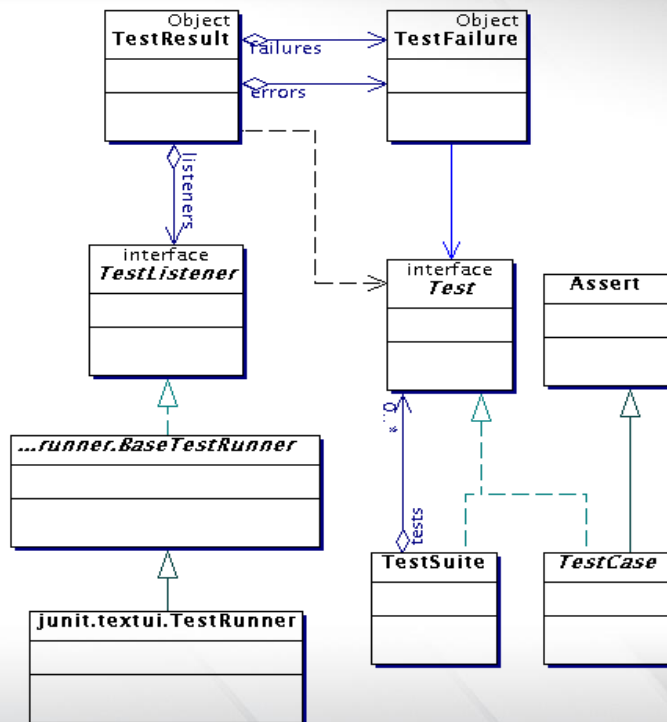 Object
TestResult
Object
TestFailure
failures
errors
listeners
interface
TestListener
interface
Test
Assert
...runner.BaseTestRunner
0..*
tests
TestSuite
TestCase
junit.textui.TestRunner